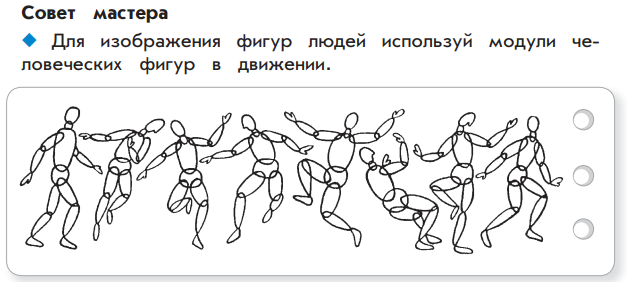 Совет мастера
◆ Для изображения фигур людей используй модули че-
ловеческих фигур в движении.